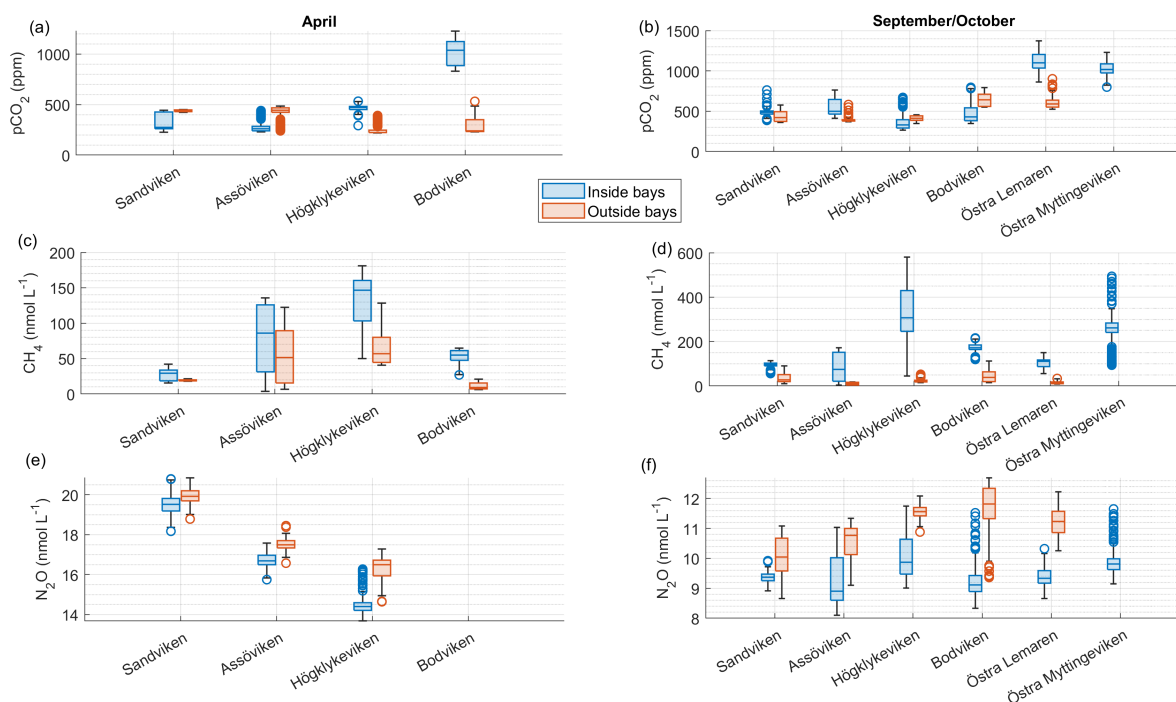 April
September/October
(a)
pCO2 (ppm)
1000
500
0
Sandviken
Assöviken
Högklykeviken
Bodviken
(b)
pCO2 (ppm)
1500
1000
500
0
Sandviken
Assöviken
Högklykeviken
Bodviken
Östra Lemaren
Östra Myttingeviken
Inside bays
Outside bays
(c)
CH4 (nmol L-1)
200
150
100
50
0
Sandviken
Assöviken
Högklykeviken
Bodviken
(d)
CH4 (nmol L-1)
600
400
200
0
Sandviken
Assöviken
Högklykeviken
Bodviken
Östra Lemaren
Östra Myttingeviken
(e)
N2O (nmol L-1)
20
18
16
14
Sandviken
Assöviken
Högklykeviken
Bodviken
(f)
N2O (nmol L-1)
12
11
10
9
8
Sandviken
Assöviken
Högklykeviken
Bodviken
Östra Lemaren
Östra Myttingeviken